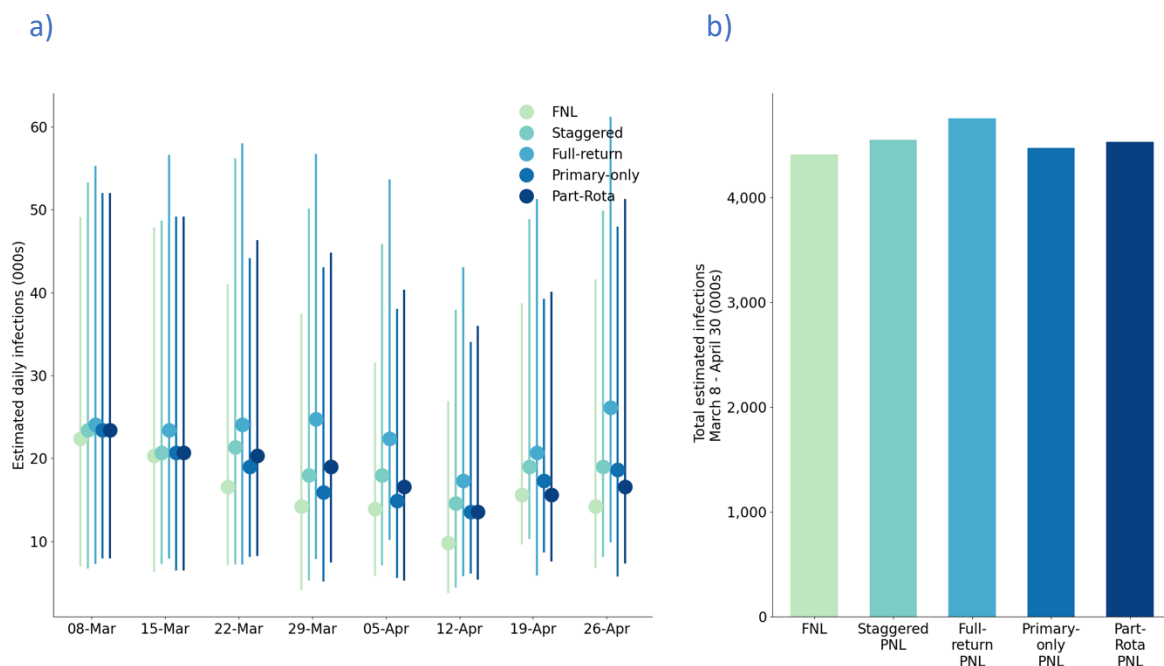 a)
b)
Estimated daily infections (000s)
60
50
40
30
20
10
FNL
Staggered
Full-return
Primary-only
Part-Rota
08-Mar
15-Mar
22-Mar
29-Mar
05-Apr
12-Apr
19-Apr
26-Apr
Total estimated infections
March 8 - April 30 (000s)
4,000
3,000
2,000
1,000
0
FNL
Staggered
PNL
Full-
return
PNL
Primary-
only
PNL
Part-
Rota
PNL